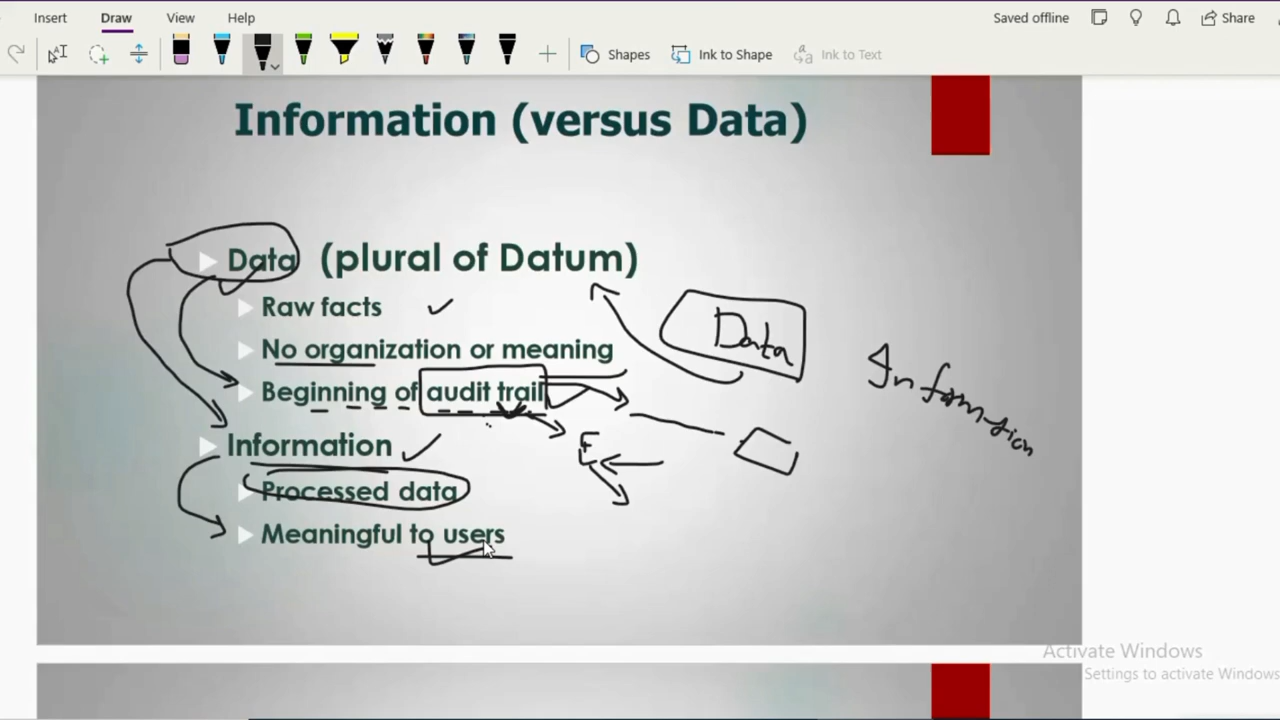 Insert Draw View Help Saved offline Share
Shapes Ink to Shape Ink to Text
Information (versus Data)
Data (plural of Datum)
Raw facts
No organization or meaning
Data
Information
Beginning of audit trail
Information
Processed data
Meaningful to users
Activate Windows
Settings to activate Windows